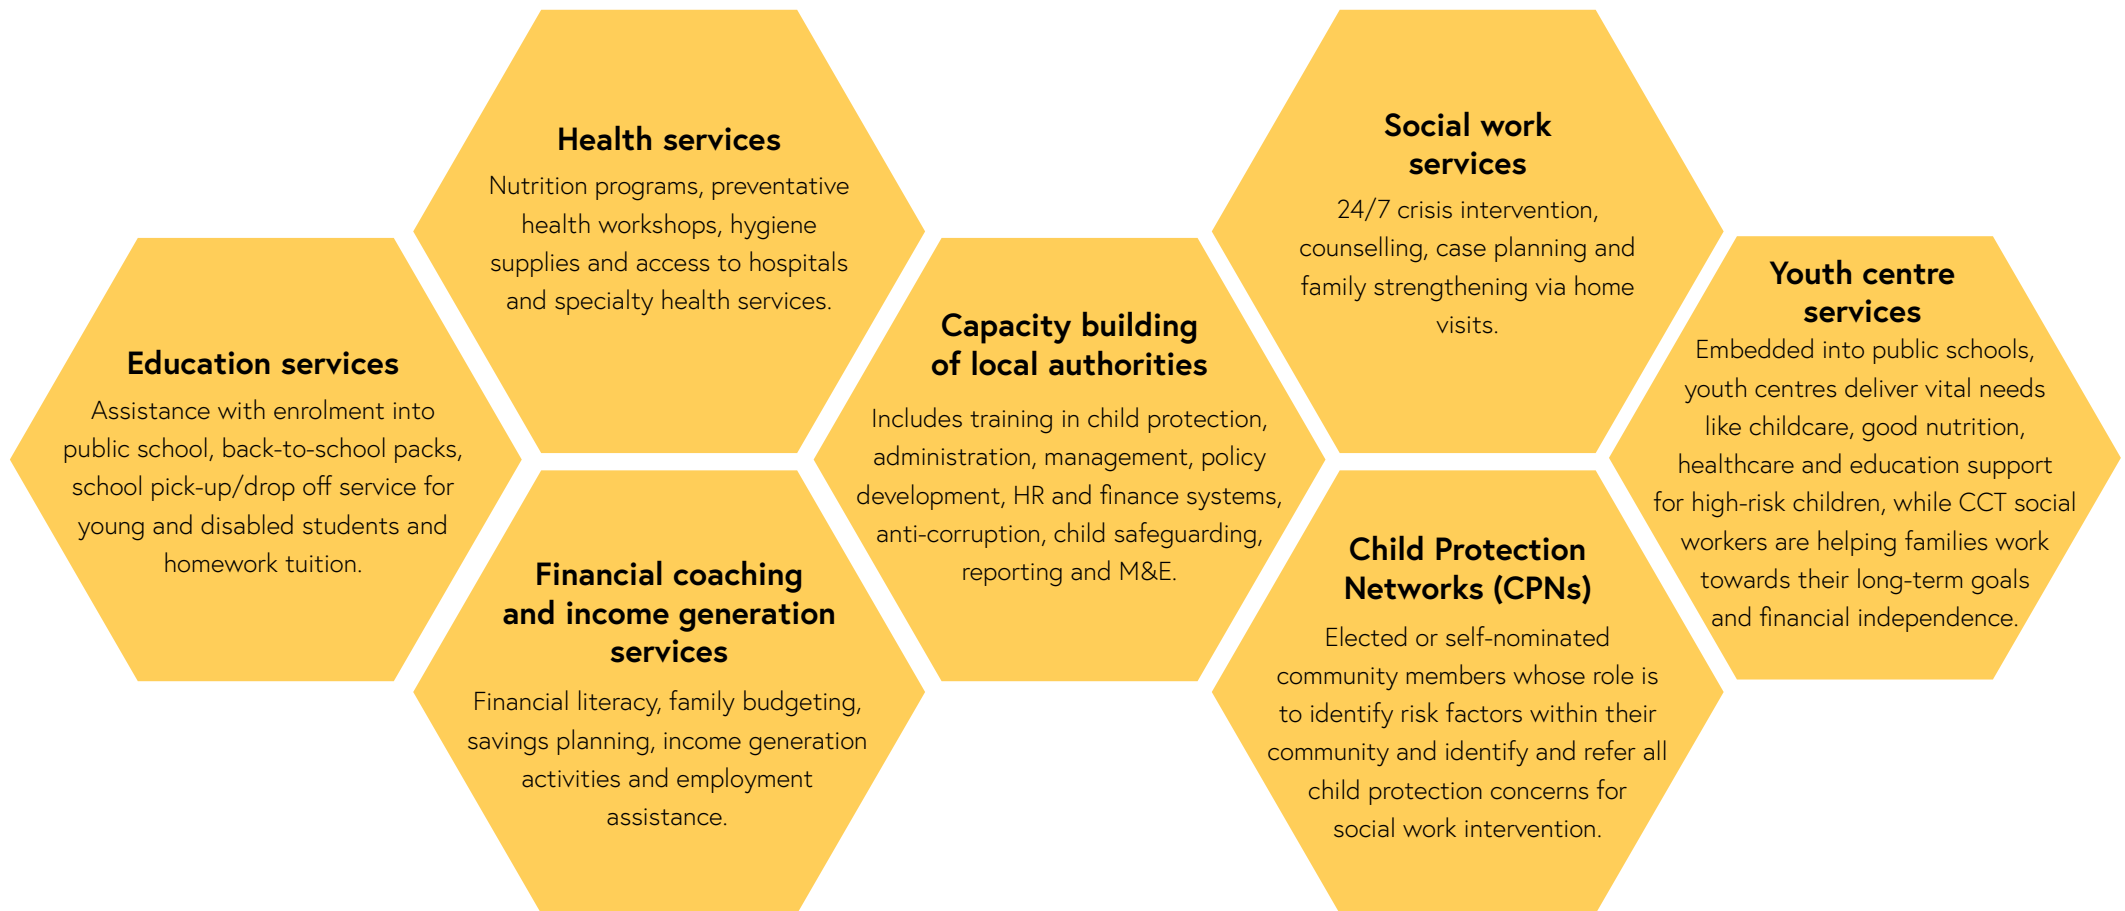 Health services
Nutrition programs, preventative
health workshops, hygiene
supplies and access to hospitals
and specialty health services.
Social work
services
24/7 crisis intervention,
counselling, case planning and
family strengthening via home
visits.
Education services
Assistance with enrolment into
public school, back-to-school packs,
school pick-up/drop off service for
young and disabled students and
homework tuition.
Capacity building
of local authorities
Includes training in child protection,
administration, management, policy
development, HR and finance systems,
anti-corruption, child safeguarding,
reporting and M&E.
Youth centre
services
Embedded into public schools,
youth centres deliver vital needs
like childcare, good nutrition,
healthcare and education support
for high-risk children, while CCT social
workers are helping families work
towards their long-term goals
and financial independence.
Financial coaching
and income generation
services
Financial literacy, family budgeting,
savings planning, income generation
activities and employment
assistance.
Child Protection
Networks (CPNs)
Elected or self-nominated
community members whose role is
to identify risk factors within their
community and identify and refer all
child protection concerns for
social work intervention.